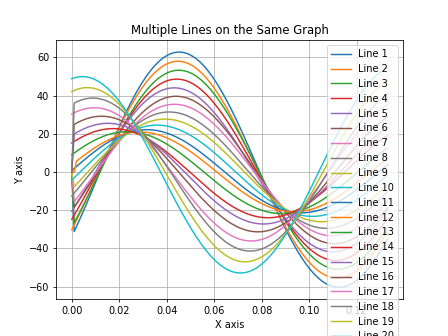 Multiple Lines on the Same Graph
Y axis
60
40
20
0
−20
−40
−60
0.00
0.02
0.04
0.06
0.08
0.10
X axis
Line 1
Line 2
Line 3
Line 4
Line 5
Line 6
Line 7
Line 8
Line 9
Line 10
Line 11
Line 12
Line 13
Line 14
Line 15
Line 16
Line 17
Line 18
Line 19
Line 20